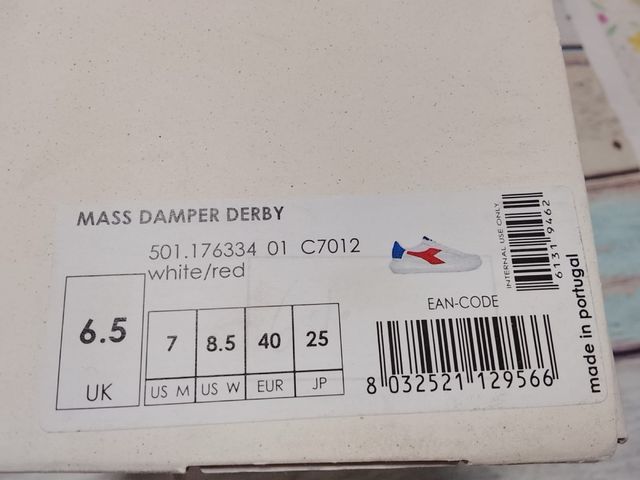 MASS DAMPER DERBY
501.176334 01 C7012
white/red
6.5
UK
7 8.5 40 25
US M US W EUR JP
EAN-CODE
8 032521 129566
INTERNAL USE ONLY
6131 9462
made in portugal